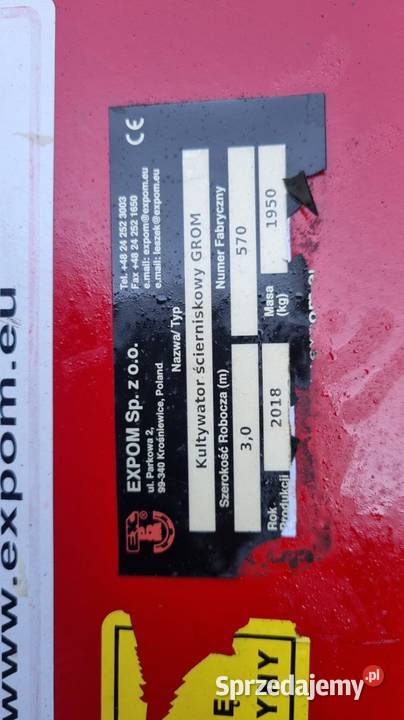 www.expom.eu
EXPOM Sp. z o.o.
ul. Parkowa 2,
99-340 Krośniewice, Poland
Tel. +48 24 252 3003
Fax +48 24 252 1650
e.mail: expom@expom.eu
e.mail: leszek@expom.eu
CE
Nazwa/ Typ
Kultywator ścierniskowy GROM
Szerokość Robocza (m)
3,0
Numer Fabryczny
570
Rok
Produkcji
2018
Masa
(kg)
1950
Sprzedajemy.pl